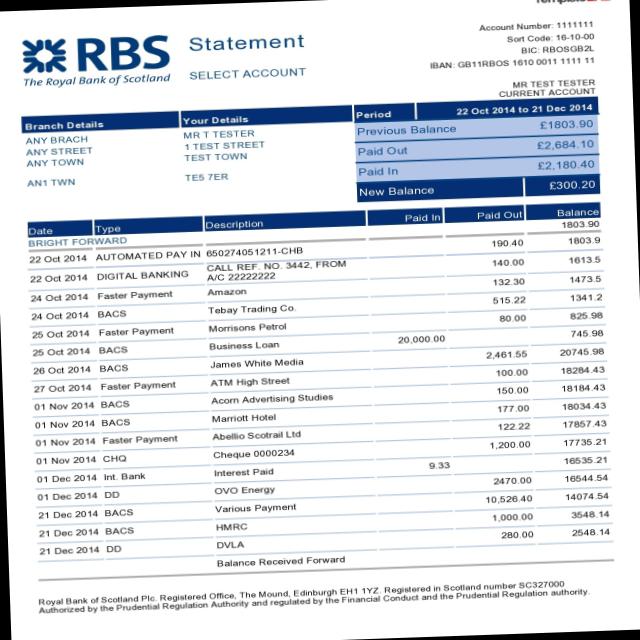 RBS
The Royal Bank of Scotland
Statement
SELECT ACCOUNT
Account Number: 1111111
Sort Code: 16-10-00
BIC: RBOSGB2L
IBAN: GB11RBOS 1610 0011 1111 11
MR TEST TESTER
CURRENT ACCOUNT
Branch Details
ANY BRACH
ANY STREET
ANY TOWN
AN1 TWN
Your Details
MR T TESTER
1 TEST STREET
TEST TOWN
TE5 7ER
Period 22 Oct 2014 to 21 Dec 2014
Previous Balance £1803.90
Paid Out £2,684.10
Paid In £2,180.40
New Balance £300.20
Date Type Description Paid In Paid Out Balance
BRIGHT FORWARD 1803.90
22 Oct 2014 AUTOMATED PAY IN 650274051211-CHB 190.40 1803.9
22 Oct 2014 DIGITAL BANKING CALL REF. NO. 3442, FROM 140.00 1613.5
A/C 22222222
24 Oct 2014 Faster Payment Amazon 132.30 1473.5
24 Oct 2014 BACS Tebay Trading Co. 515.22 1341.2
25 Oct 2014 Faster Payment Morrisons Petrol 80.00 825.98
25 Oct 2014 BACS Business Loan 20,000.00 745.98
26 Oct 2014 BACS James White Media 2,461.55 20745.98
27 Oct 2014 Faster Payment ATM High Street 100.00 18284.43
01 Nov 2014 BACS Acorn Advertising Studies 150.00 18184.43
01 Nov 2014 BACS Marriott Hotel 177.00 18034.43
01 Nov 2014 Faster Payment Abellio Scotrail Ltd 122.22 17857.43
01 Nov 2014 CHQ Cheque 0000234 1,200.00 17735.21
01 Dec 2014 Int. Bank Interest Paid 9.33 16535.21
01 Dec 2014 DD OVO Energy 2470.00 16544.54
21 Dec 2014 BACS Various Payment 10,526.40 14074.54
21 Dec 2014 BACS HMRC 1,000.00 3548.14
21 Dec 2014 DD DVLA 280.00 2548.14
Balance Received Forward
Royal Bank of Scotland Plc. Registered Office, The Mound, Edinburgh EH1 1YZ. Registered in Scotland number SC327000
Authorized by the Prudential Regulation Authority and regulated by the Financial Conduct and the Prudential Regulation authority.